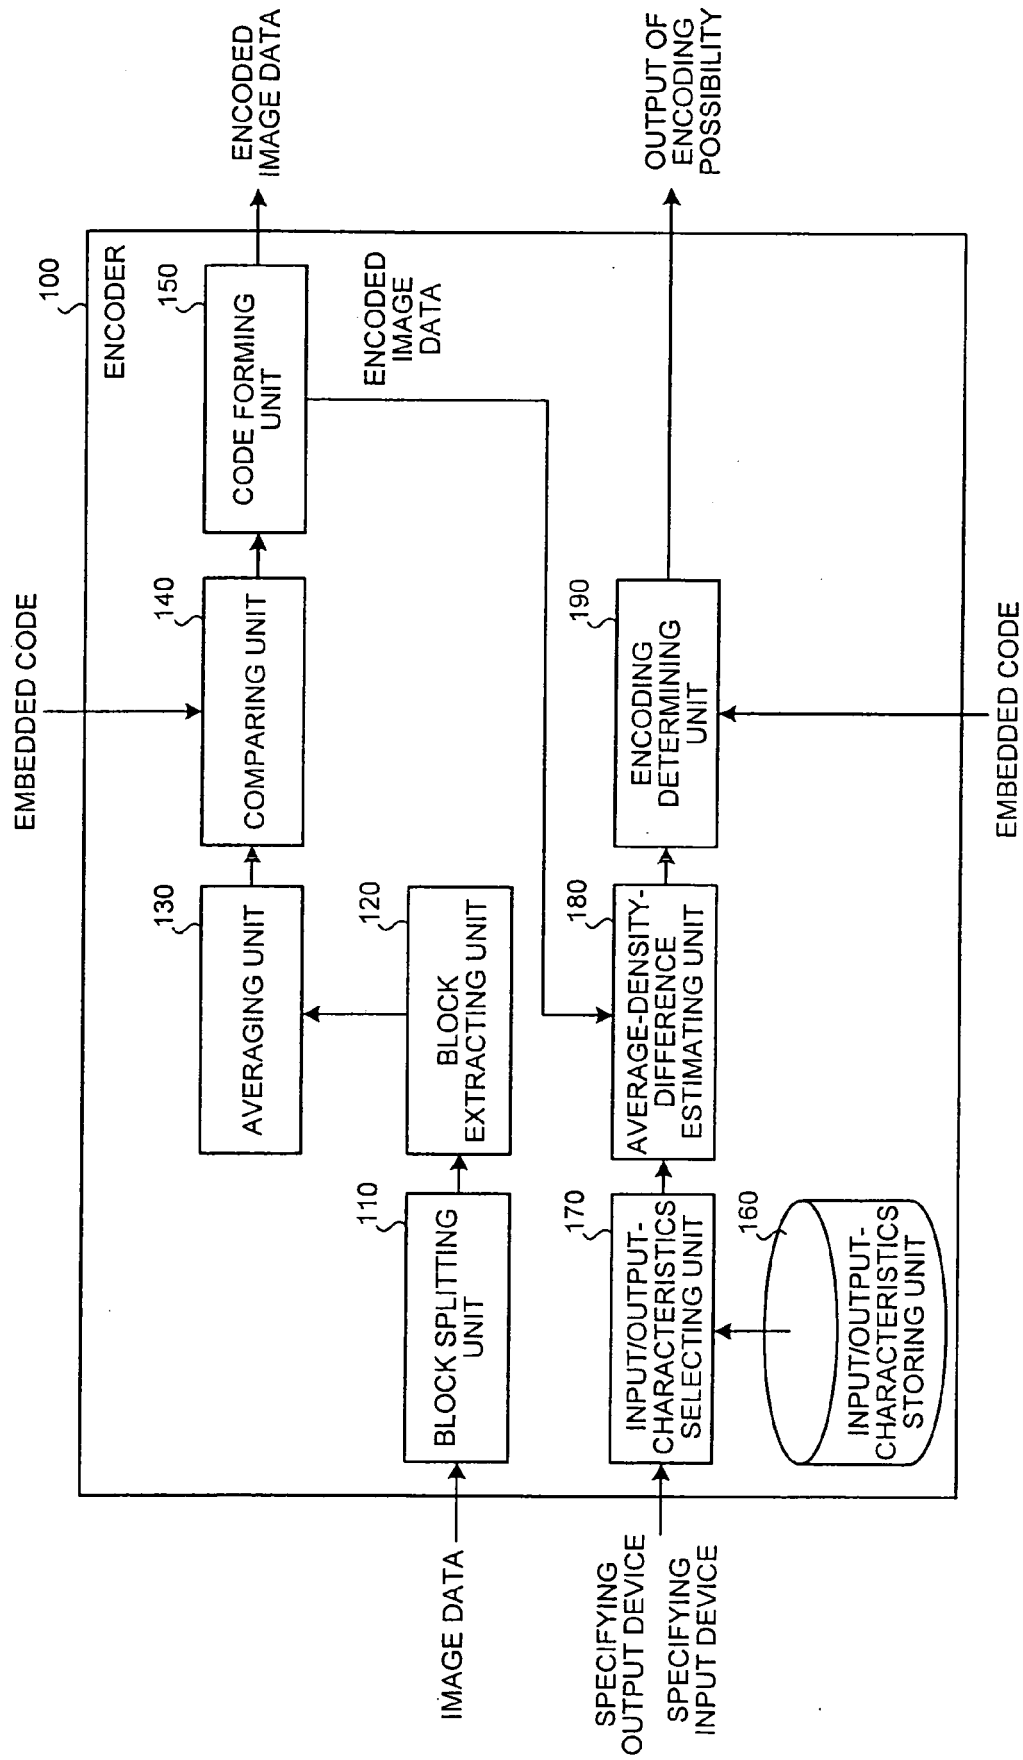 100
ENCODER
EMBEDDED CODE
130
AVERAGING UNIT
140
COMPARING UNIT
150
CODE FORMING
UNIT
ENCODED
IMAGE DATA
IMAGE DATA
110
BLOCK SPLITTING
UNIT
120
BLOCK
EXTRACTING UNIT
ENCODED
IMAGE
DATA
SPECIFYING
OUTPUT DEVICE
SPECIFYING
INPUT DEVICE
170
INPUT/OUTPUT-
CHARACTERISTICS
SELECTING UNIT
180
AVERAGE-DENSITY-
DIFFERENCE
ESTIMATING UNIT
190
ENCODING
DETERMINING
UNIT
OUTPUT OF
ENCODING
POSSIBILITY
160
INPUT/OUTPUT-
CHARACTERISTICS
STORING UNIT
EMBEDDED CODE